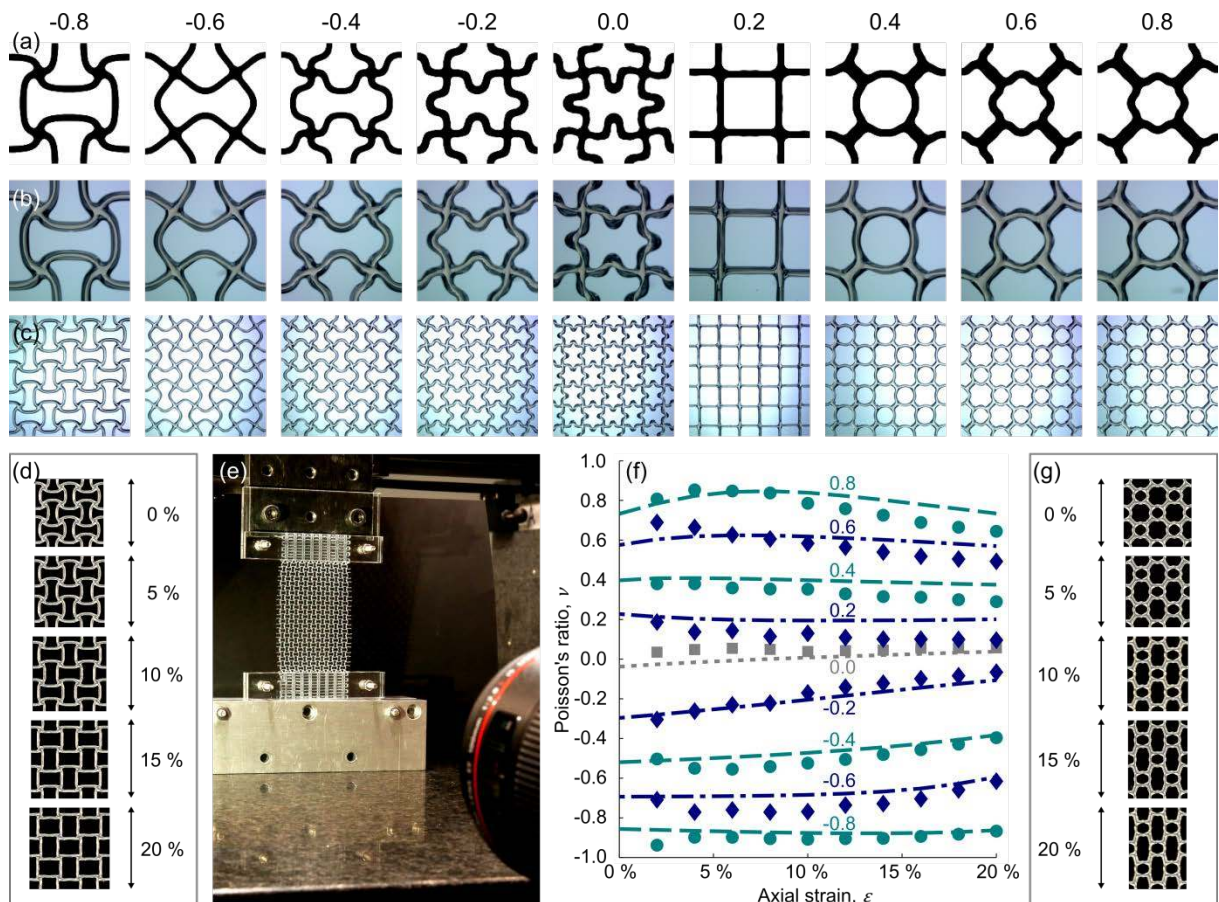 -0.8 -0.6 -0.4 -0.2 0.0 0.2 0.4 0.6 0.8
(a)
(b)
(c)
(d)
0 %
5 %
10 %
15 %
20 %
(e)
(f)
1.0
0.8
0.6
0.4
0.2
0.0
-0.2
-0.4
-0.6
-0.8
-1.0
Poisson's ratio, ν
0.8
0.6
0.4
0.2
0.0
-0.2
-0.4
-0.6
-0.8
0 % 5 % 10 % 15 % 20 %
Axial strain, ε
(g)
0 %
5 %
10 %
15 %
20 %